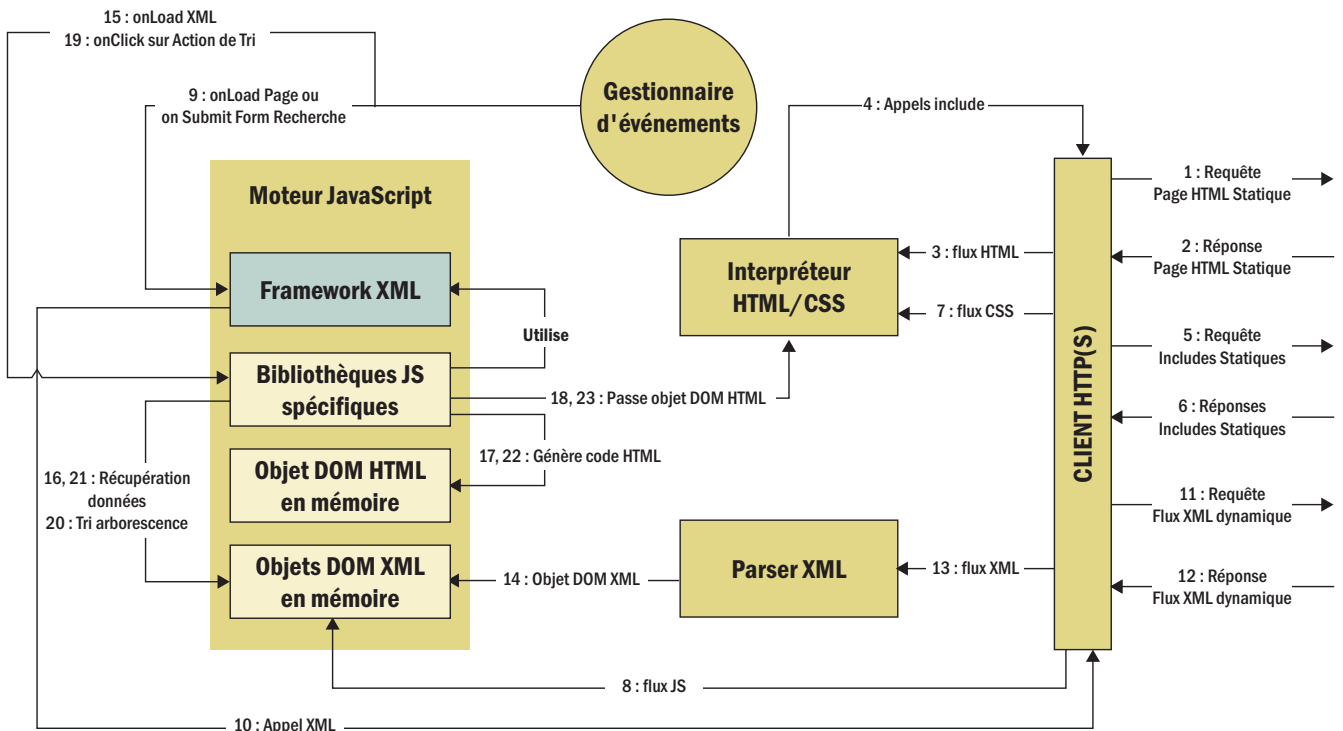 15 : onLoad XML
19 : onClick sur Action de Tri
9 : onLoad Page ou
on Submit Form Recherche
Gestionnaire
d'événements
4 : Appels include
Moteur JavaScript
Framework XML
Utilise
Bibliothèques JS
spécifiques
18, 23 : Passe objet DOM HTML
17, 22 : Génère code HTML
Objet DOM HTML
en mémoire
16, 21 : Récupération
données
20 : Tri arborescence
Objets DOM XML
en mémoire
14 : Objet DOM XML
Interpréteur
HTML/CSS
3 : flux HTML
7 : flux CSS
Parser XML
13 : flux XML
8 : flux JS
10 : Appel XML
CLIENT HTTP(S)
1 : Requête
Page HTML Statique
2 : Réponse
Page HTML Statique
5 : Requête
Includes Statiques
6 : Réponses
Includes Statiques
11 : Requête
Flux XML dynamique
12 : Réponse
Flux XML dynamique